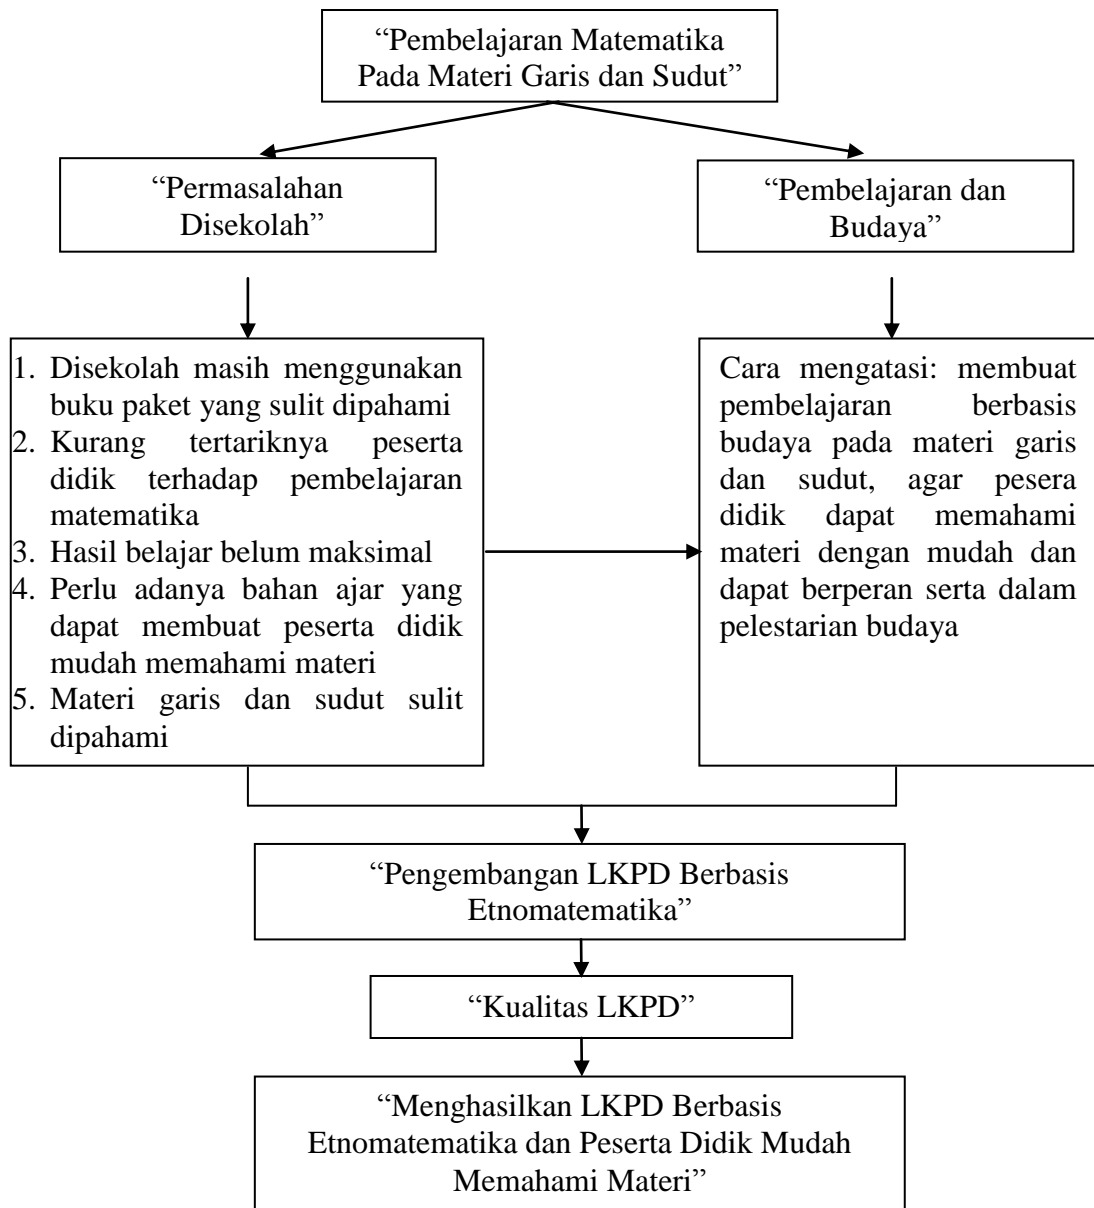 “Pembelajaran Matematika
Pada Materi Garis dan Sudut”
“Permasalahan
Disekolah”
“Pembelajaran dan
Budaya”
1. Disekolah masih menggunakan
buku paket yang sulit dipahami
2. Kurang tertariknya peserta
didik terhadap pembelajaran
matematika
3. Hasil belajar belum maksimal
4. Perlu adanya bahan ajar yang
dapat membuat peserta didik
mudah memahami materi
5. Materi garis dan sudut sulit
dipahami
Cara mengatasi: membuat
pembelajaran berbasis
budaya pada materi garis
dan sudut, agar pesera
didik dapat memahami
materi dengan mudah dan
dapat berperan serta dalam
pelestarian budaya
“Pengembangan LKPD Berbasis
Etnomatematika”
“Kualitas LKPD”
“Menghasilkan LKPD Berbasis
Etnomatematika dan Peserta Didik Mudah
Memahami Materi”